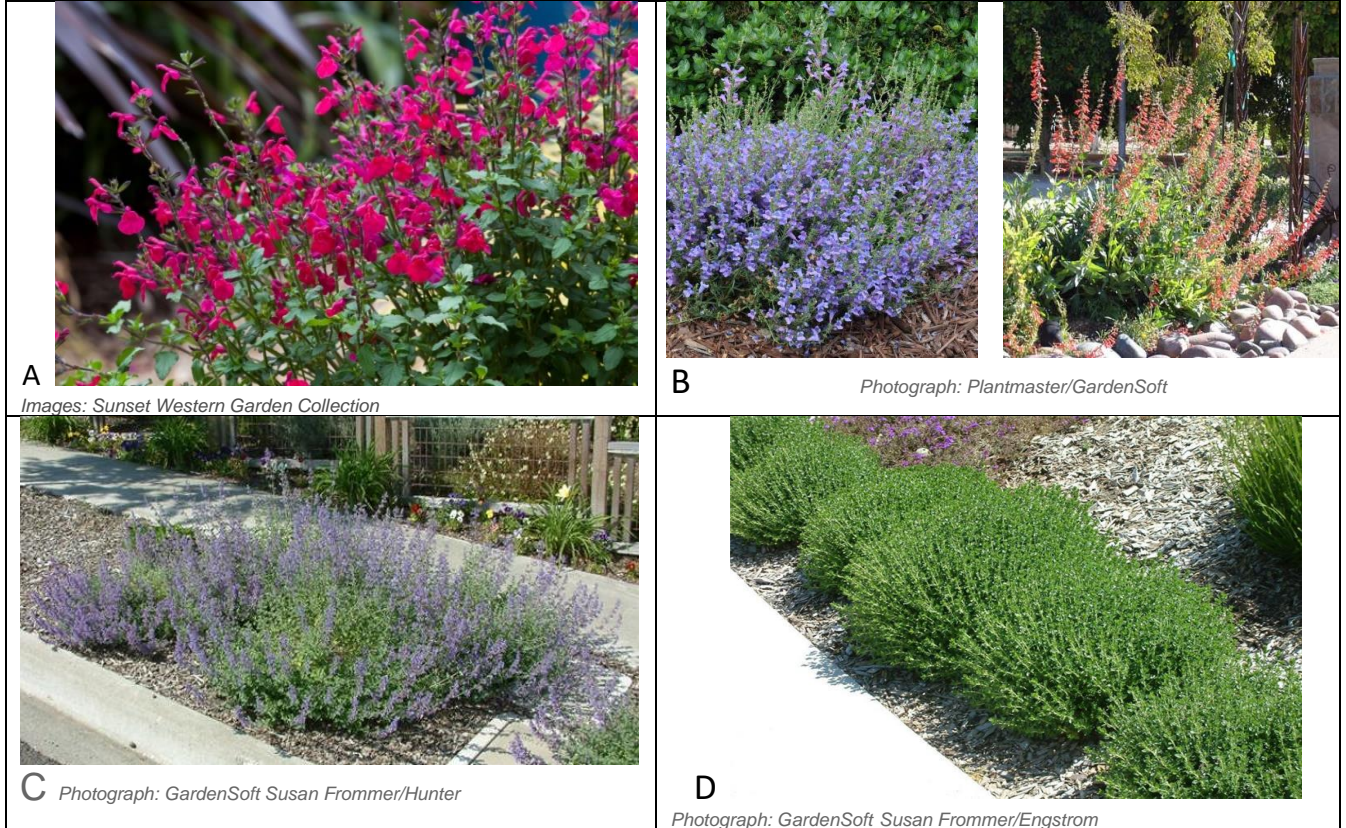 A
Images: Sunset Western Garden Collection
B
Photograph: Plantmaster/GardenSoft
C Photograph: GardenSoft Susan Frommer/Hunter
D
Photograph: GardenSoft Susan Frommer/Engstrom